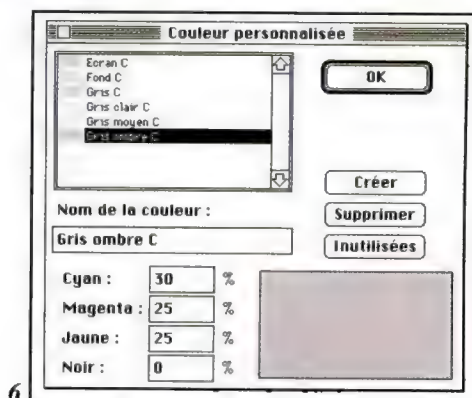 Couleur personnalisée
Ecran C
Fond C
Gris C
Gris clair C
Gris moyen C
Gris ombre C
OK
Créer
Supprimer
Inutilisées
Nom de la couleur :
Gris ombre C
Cyan : 30 %
Magenta : 25 %
Jaune : 25 %
Noir : 0 %
6